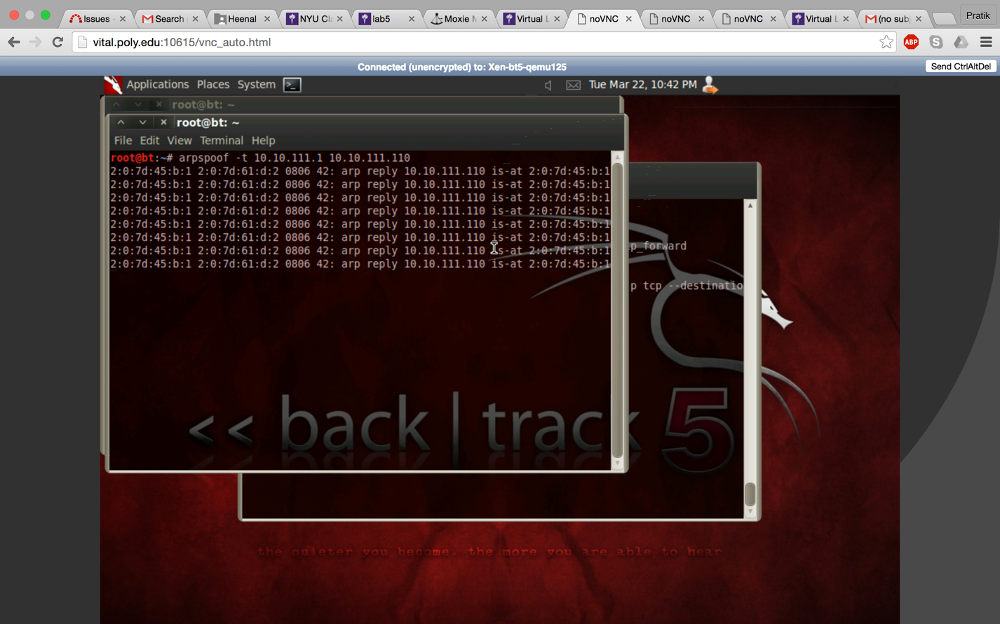 Issues
Search
Heenal
NYU Cl
lab5
Moxie M
Virtual L
noVNC
noVNC
noVNC
Virtual L
(no subj
Pratik
vital.poly.edu:10615/vnc_auto.html
ABP
Connected (unencrypted) to: Xen-bt5-qemu125
Send CtrlAltDel
Applications Places System
Tue Mar 22, 10:42 PM
root@bt: ~
root@bt: ~
File Edit View Terminal Help
root@bt:~# arpspoof -t 10.10.111.1 10.10.111.110
2:0:7d:45:b:1 2:0:7d:61:d:2 0806 42: arp reply 10.10.111.110 is-at 2:0:7d:45:b:1
2:0:7d:45:b:1 2:0:7d:61:d:2 0806 42: arp reply 10.10.111.110 is-at 2:0:7d:45:b:1
2:0:7d:45:b:1 2:0:7d:61:d:2 0806 42: arp reply 10.10.111.110 is-at 2:0:7d:45:b:1
2:0:7d:45:b:1 2:0:7d:61:d:2 0806 42: arp reply 10.10.111.110 is-at 2:0:7d:45:b:1
2:0:7d:45:b:1 2:0:7d:61:d:2 0806 42: arp reply 10.10.111.110 is-at 2:0:7d:45:b:1
2:0:7d:45:b:1 2:0:7d:61:d:2 0806 42: arp reply 10.10.111.110 is-at 2:0:7d:45:b:1
2:0:7d:45:b:1 2:0:7d:61:d:2 0806 42: arp reply 10.10.111.110 is-at 2:0:7d:45:b:1
2:0:7d:45:b:1 2:0:7d:61:d:2 0806 42: arp reply 10.10.111.110 is-at 2:0:7d:45:b:1
p_forward
p tcp --destinatio
<< back | track 5
the quieter you become, the more you are able to hear